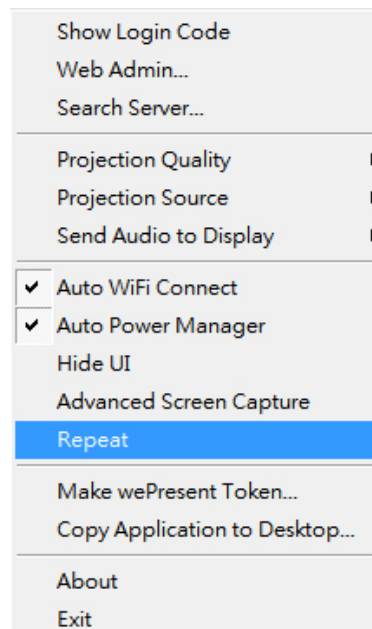 Show Login Code
Web Admin...
Search Server...
Projection Quality
Projection Source
Send Audio to Display
Auto WiFi Connect
Auto Power Manager
Hide UI
Advanced Screen Capture
Repeat
Make wePresent Token...
Copy Application to Desktop...
About
Exit